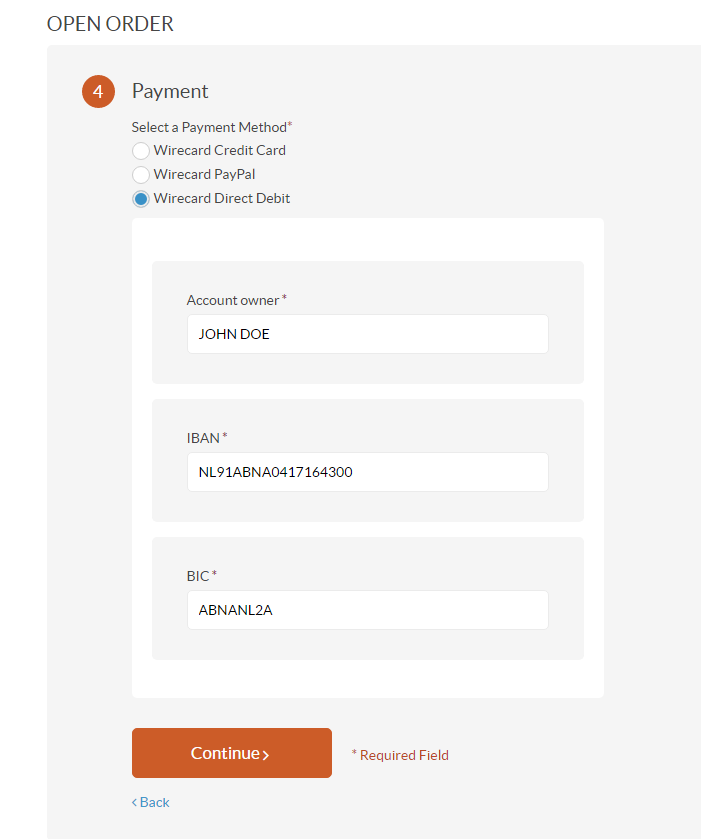 OPEN ORDER
4 Payment
Select a Payment Method*
Wirecard Credit Card
Wirecard PayPal
Wirecard Direct Debit
Account owner *
JOHN DOE
IBAN *
NL91ABNA0417164300
BIC *
ABNANL2A
Continue ›
* Required Field
‹ Back